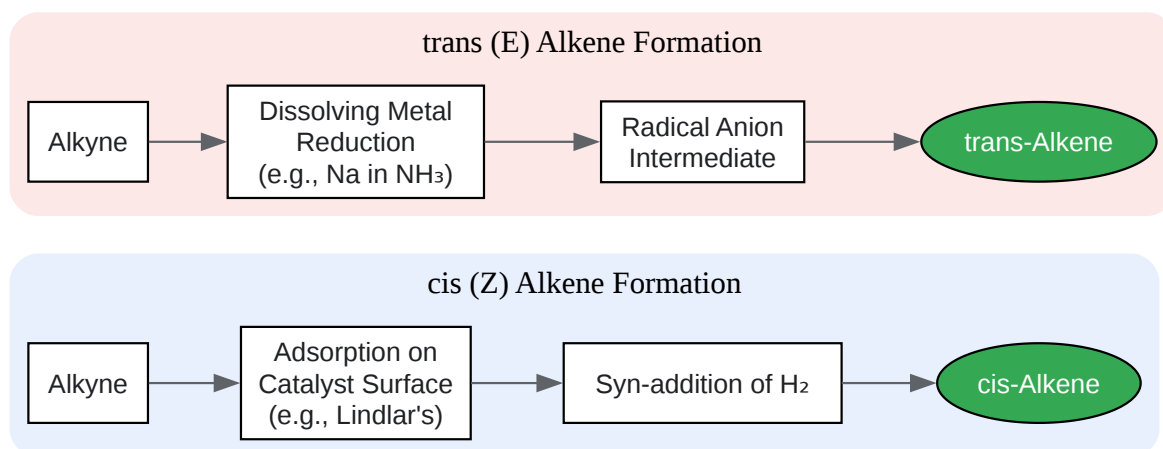 trans (E) Alkene Formation
Alkyne
Dissolving Metal
Reduction
(e.g., Na in NH₃)
Radical Anion
Intermediate
trans-Alkene
cis (Z) Alkene Formation
Alkyne
Adsorption on
Catalyst Surface
(e.g., Lindlar's)
Syn-addition of H₂
cis-Alkene